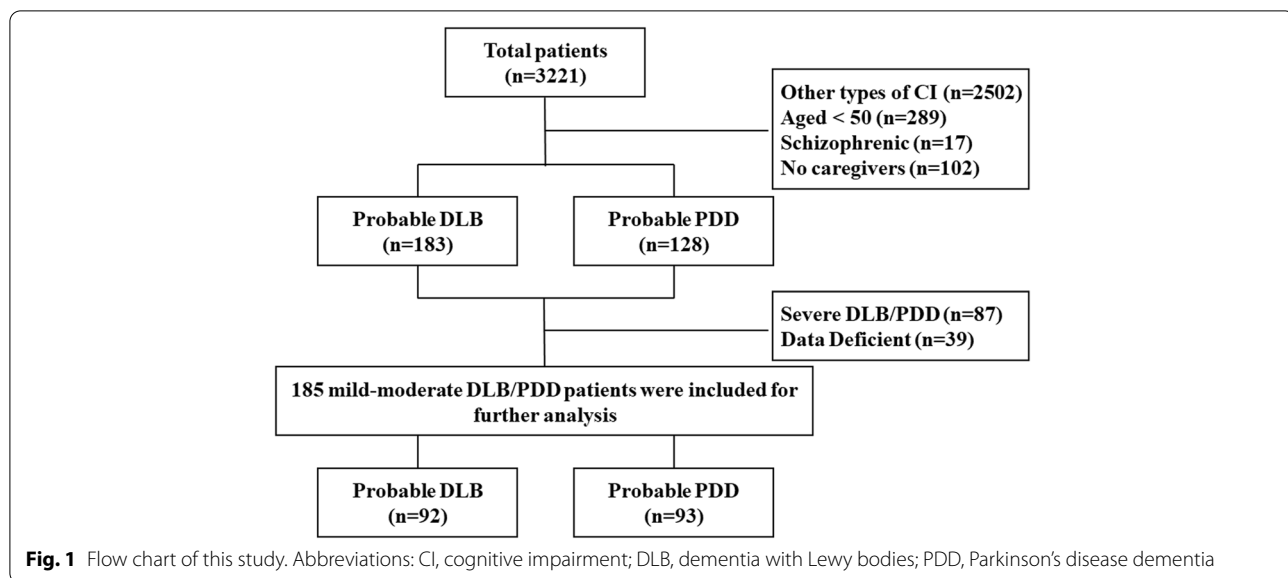 Total patients
(n=3221)
Other types of CI (n=2502)
Aged < 50 (n=289)
Schizophrenic (n=17)
No caregivers (n=102)
Probable DLB
(n=183)
Probable PDD
(n=128)
Severe DLB/PDD (n=87)
Data Deficient (n=39)
185 mild-moderate DLB/PDD patients were included for
further analysis
Probable DLB
(n=92)
Probable PDD
(n=93)
Fig. 1 Flow chart of this study. Abbreviations: CI, cognitive impairment; DLB, dementia with Lewy bodies; PDD, Parkinson’s disease dementia